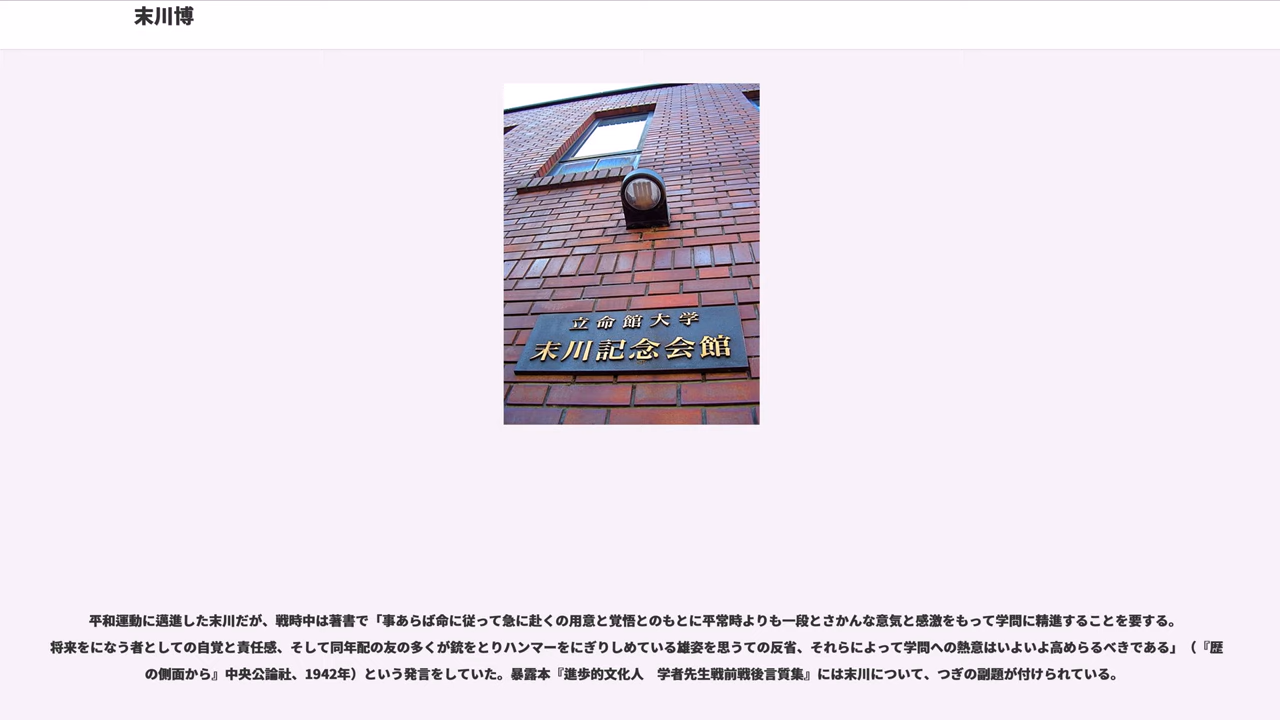 末川博
立命館大学
末川記念会館
平和運動に邁進した末川だが、戦時中は著書で「事あらば命に従って急に赴くの用意と覚悟とのもとに平常時よりも一段とさかんな意気と感激をもって学問に精進することを要する。
将来をになう者としての自覚と責任感、そして同年配の友の多くが銃をとりハンマーをにぎりしめている雄姿を思うての反省、それらによって学問への熱意はいよいよ高めらるべきである」（『歴
の側面から』中央公論社、1942年）という発言をしていた。暴露本『進歩的文化人　学者先生戦前戦後言質集』には末川について、つぎの副題が付けられている。